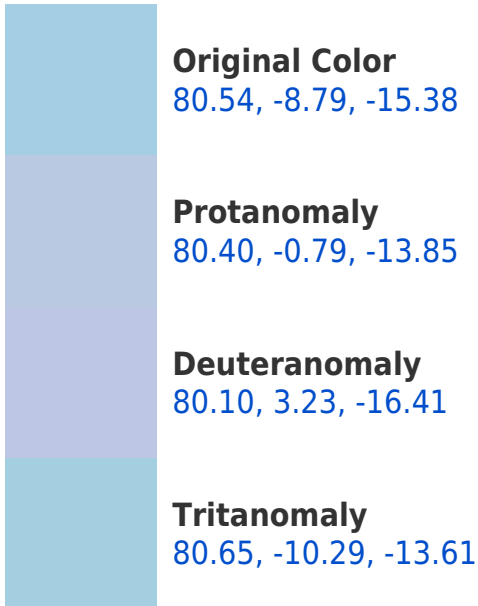 Original Color
80.54, -8.79, -15.38
Protanomaly
80.40, -0.79, -13.85
Deuteranomaly
80.10, 3.23, -16.41
Tritanomaly
80.65, -10.29, -13.61